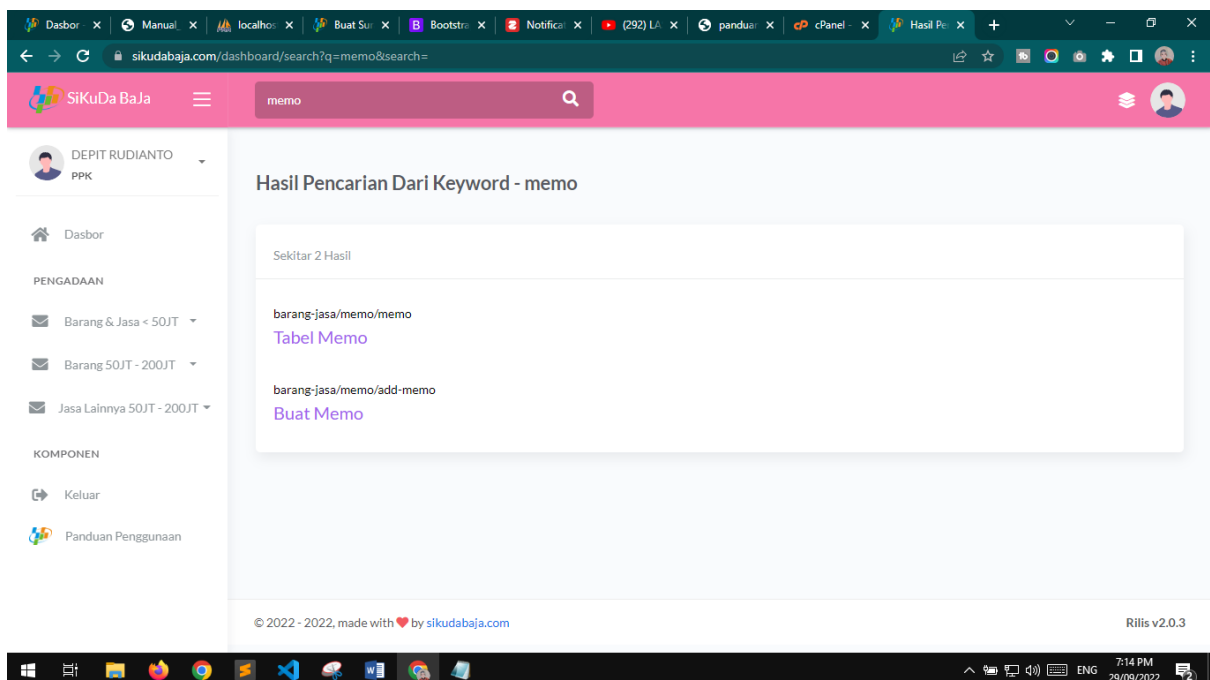 Dasbor -
Manual_
localhos
Buat Sur
Bootstra
Notificat
(292) LA
panduar
cPanel -
Hasil Pe
sikudabaja.com/dashboard/search?q=memo&search=
SiKuDa BaJa
memo
DEPIT RUDIANTO
PPK
Dasbor
PENGADAAN
Barang & Jasa < 50JT
Barang 50JT - 200JT
Jasa Lainnya 50JT - 200JT
KOMPONEN
Keluar
Panduan Penggunaan
Hasil Pencarian Dari Keyword - memo
Sekitar 2 Hasil
barang-jasa/memo/memo
Tabel Memo
barang-jasa/memo/add-memo
Buat Memo
© 2022 - 2022, made with ❤ by sikudabaja.com
Rilis v2.0.3
ENG
7:14 PM
29/09/2022